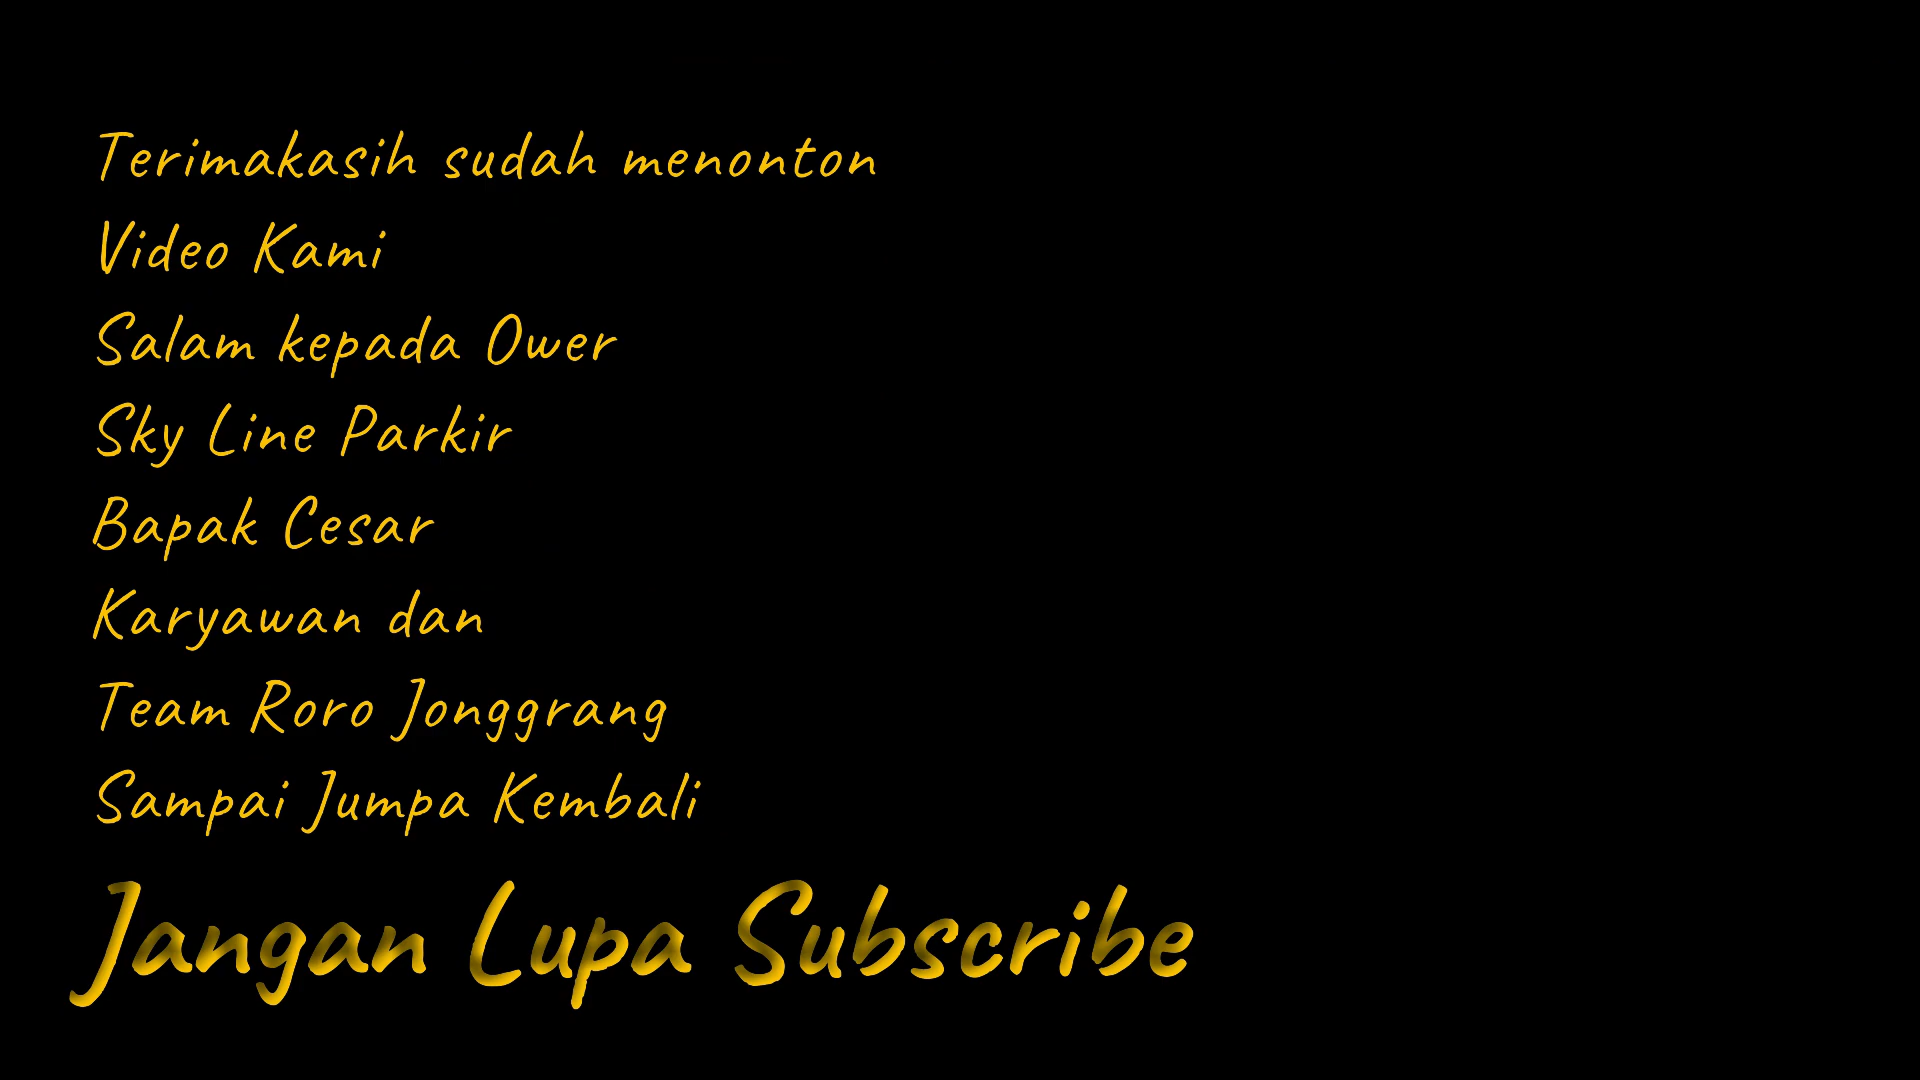 Terimakasih sudah menonton
Video Kami
Salam kepada Ower
Sky Line Parkir
Bapak Cesar
Karyawan dan
Team Roro Jonggrang
Sampai Jumpa Kembali
Jangan Lupa Subscribe